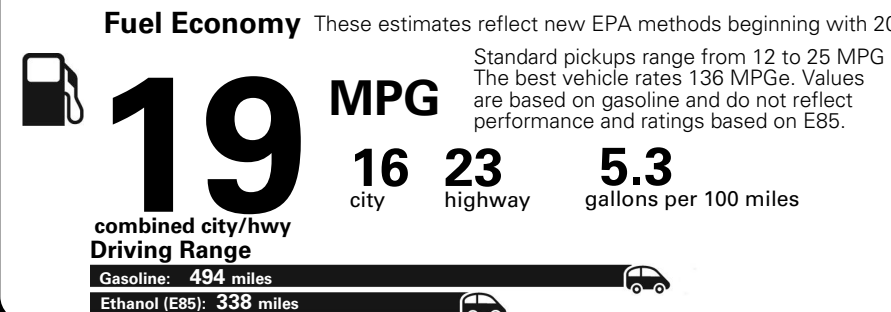 Fuel Economy These estimates reflect new EPA methods beginning with
Standard pickups range from 12 to 25 MPG
The best vehicle rates 136 MPGe. Values
are based on gasoline and do not reflect
performance and ratings based on E85.
19 MPG
16 23 5.3
city highway gallons per 100 miles
combined city/hwy
Driving Range
Gasoline: 494 miles
Ethanol (E85): 338 miles